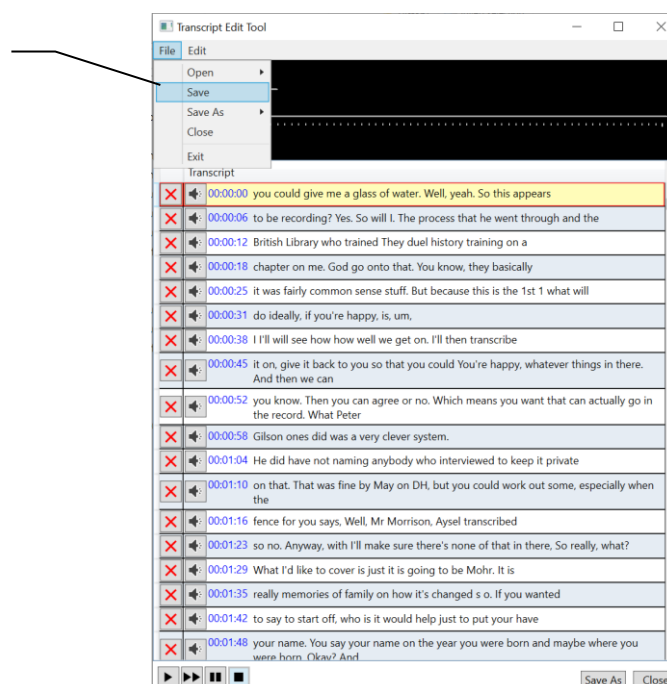 Transcript Edit Tool
File Edit
Open
Save
Save As
Close
Exit
Transcript
00:00:00 you could give me a glass of water. Well, yeah. So this appears
00:00:06 to be recording? Yes. So will I. The process that he went through and the
00:00:12 British Library who trained They duel history training on a
00:00:18 chapter on me. God go onto that. You know, they basically
00:00:25 it was fairly common sense stuff. But because this is the 1st 1 what will
00:00:31 do ideally, if you're happy, is, um,
00:00:38 I I'll will see how how well we get on. I'll then transcribe
00:00:45 it on, give it back to you so that you could You're happy, whatever things in there.
And then we can
00:00:52 you know. Then you can agree or no. Which means you want that can actually go in
the record. What Peter
00:00:58 Gilson ones did was a very clever system.
00:01:04 He did have not naming anybody who interviewed to keep it private
00:01:10 on that. That was fine by May on DH, but you could work out some, especially when
the
00:01:16 fence for you says, Well, Mr Morrison, Aysel transcribed
00:01:23 so no. Anyway, with I'll make sure there's none of that in there, So really, what?
00:01:29 What I'd like to cover is just it is going to be Mohr. It is
00:01:35 really memories of family on how it's changed s o. If you wanted
00:01:42 to say to start off, who is it would help just to put your have
00:01:48 your name. You say your name on the year you were born and maybe where you
were born. Okay? And
Save As Close